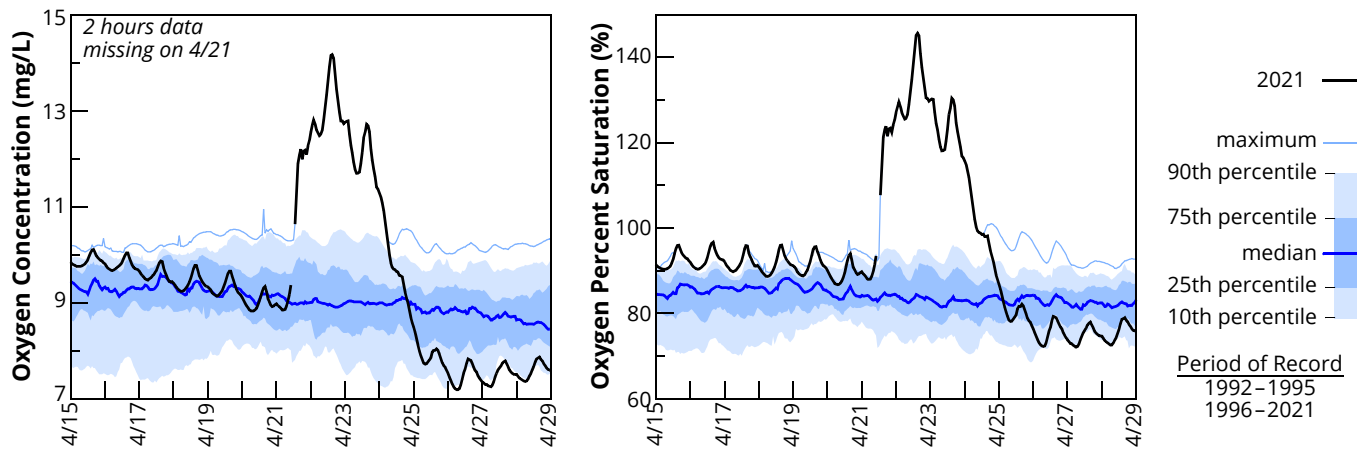 Oxygen Concentration (mg/L)
15
13
11
9
7
2 hours data
missing on 4/21
4/15
4/17
4/19
4/21
4/23
4/25
4/27
4/29
Oxygen Percent Saturation (%)
140
120
100
80
60
4/15
4/17
4/19
4/21
4/23
4/25
4/27
4/29
2021
maximum
90th percentile
75th percentile
median
25th percentile
10th percentile
Period of Record
1992–1995
1996–2021